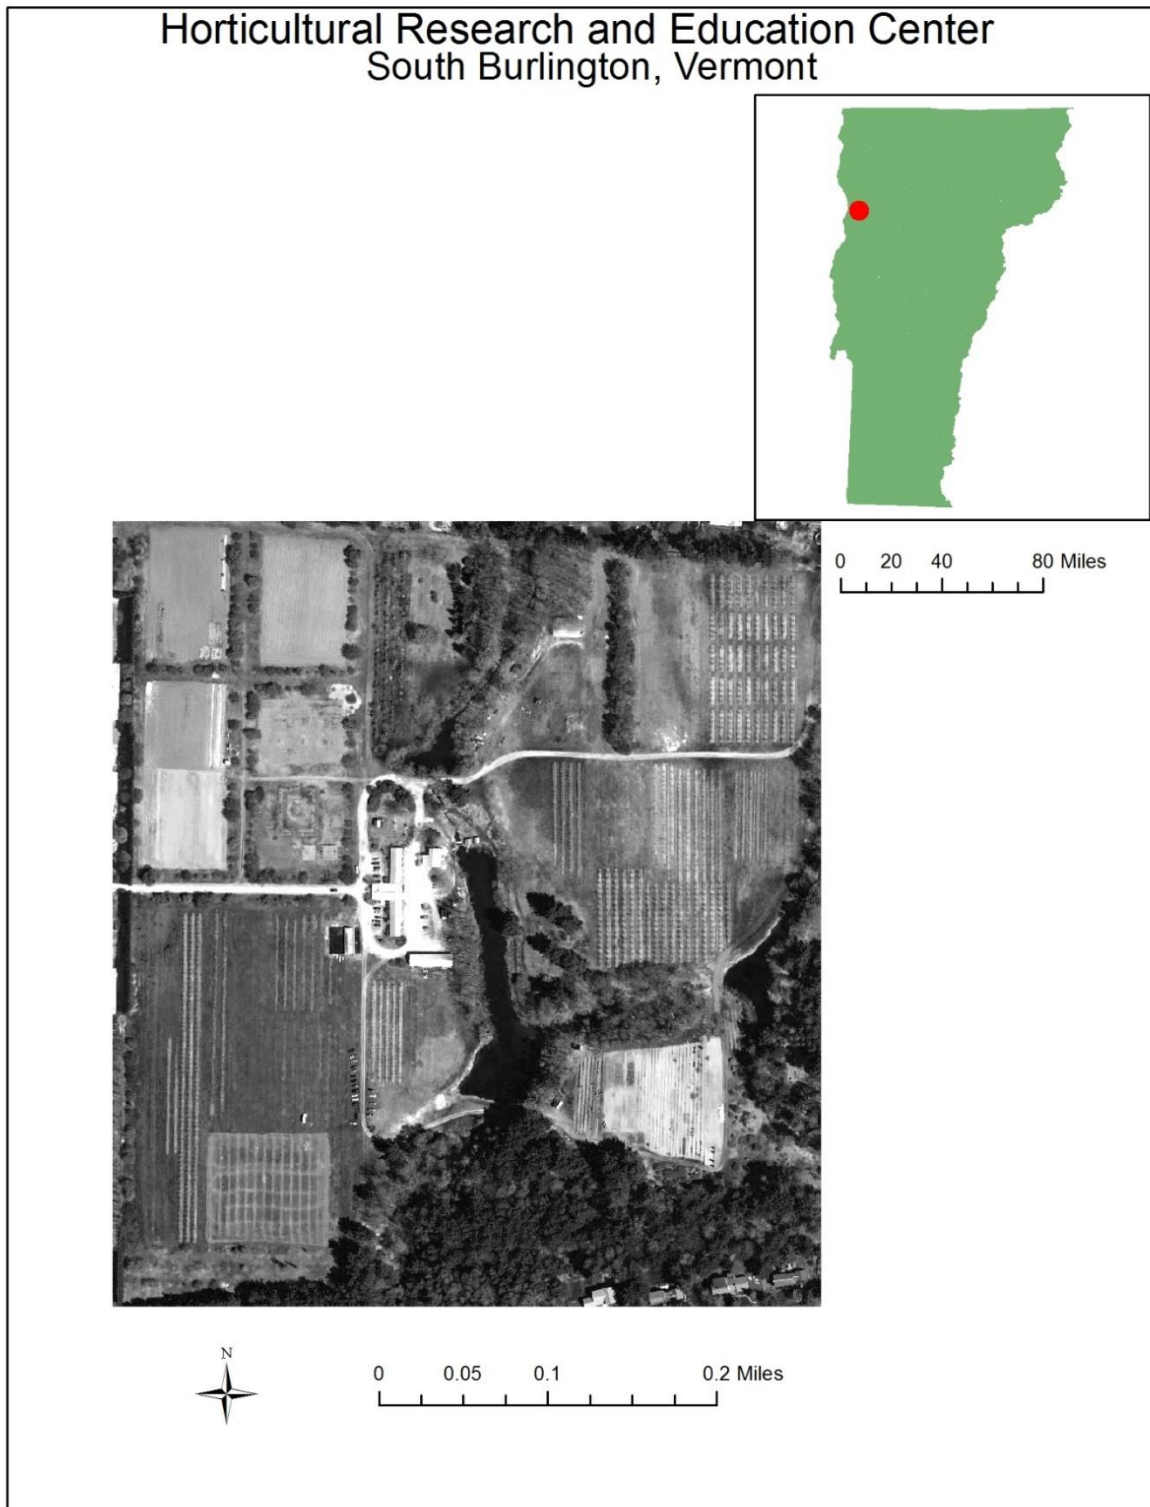 Horticultural Research and Education Center
South Burlington, Vermont
0 20 40 80 Miles
N
0 0.05 0.1 0.2 Miles